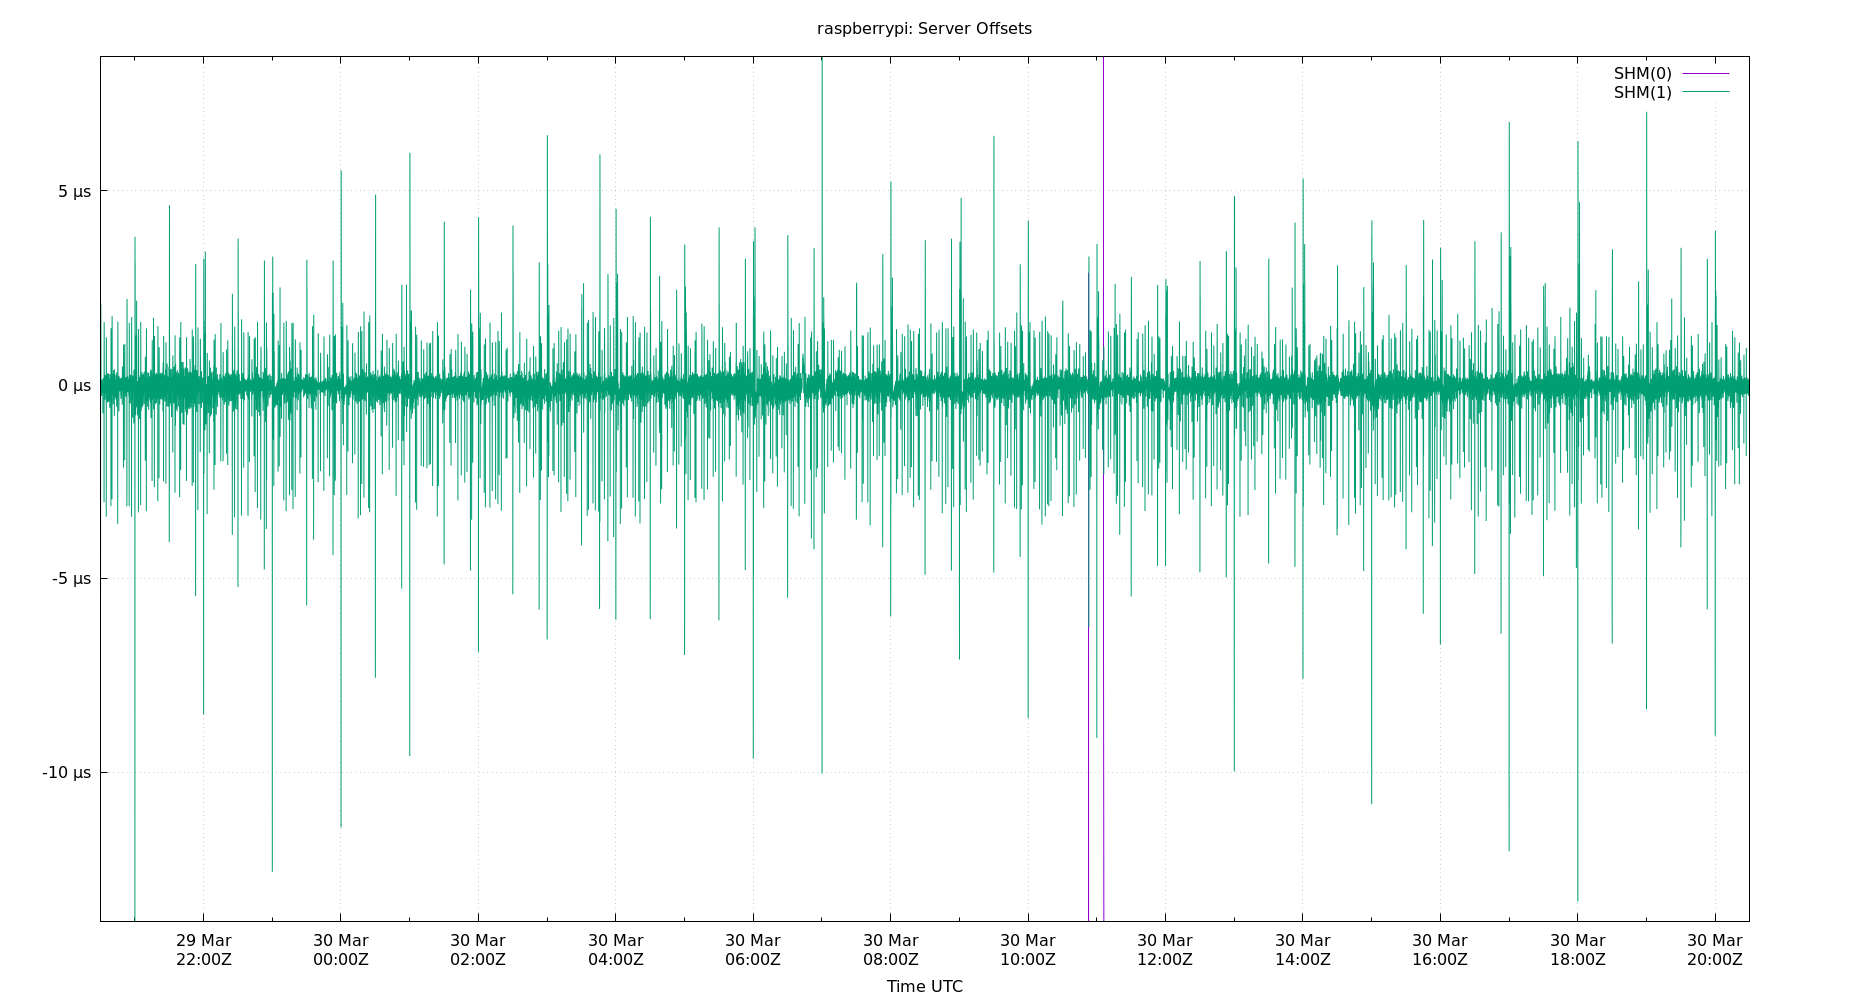 raspberrypi: Server Offsets
SHM(0)
SHM(1)
5 µs
0 µs
-5 µs
-10 µs
29 Mar 30 Mar 30 Mar 30 Mar 30 Mar 30 Mar 30 Mar 30 Mar 30 Mar 30 Mar 30 Mar 30 Mar
22:00Z 00:00Z 02:00Z 04:00Z 06:00Z 08:00Z 10:00Z 12:00Z 14:00Z 16:00Z 18:00Z 20:00Z
Time UTC